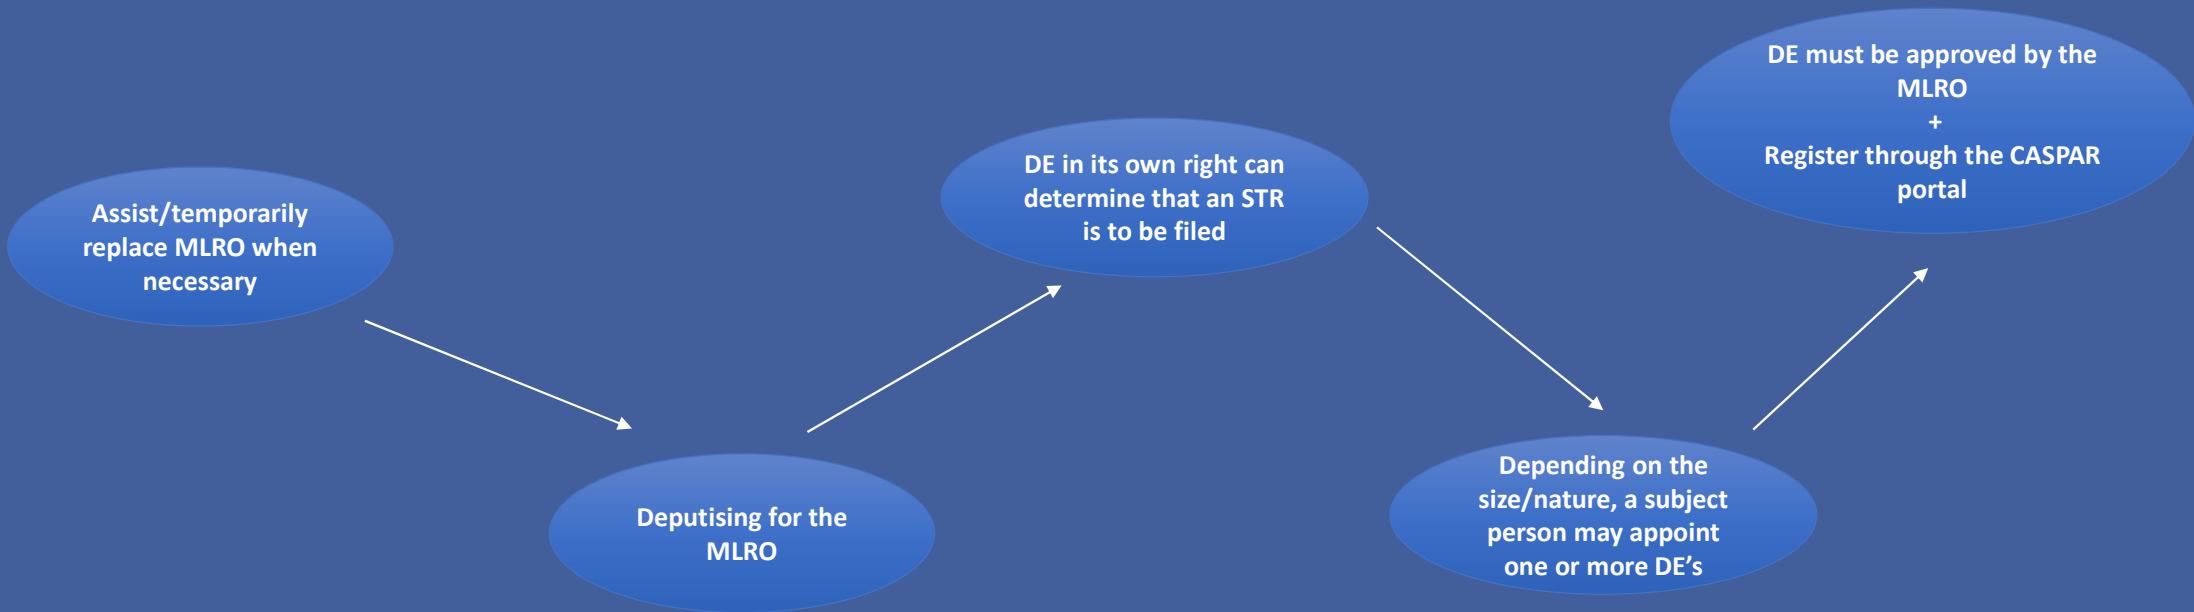 Assist/temporarily
replace MLRO when
necessary
Deputising for the
MLRO
DE in its own right can
determine that an STR
is to be filed
Depending on the
size/nature, a subject
person may appoint
one or more DE’s
DE must be approved by the
MLRO
+
Register through the CASPAR
portal